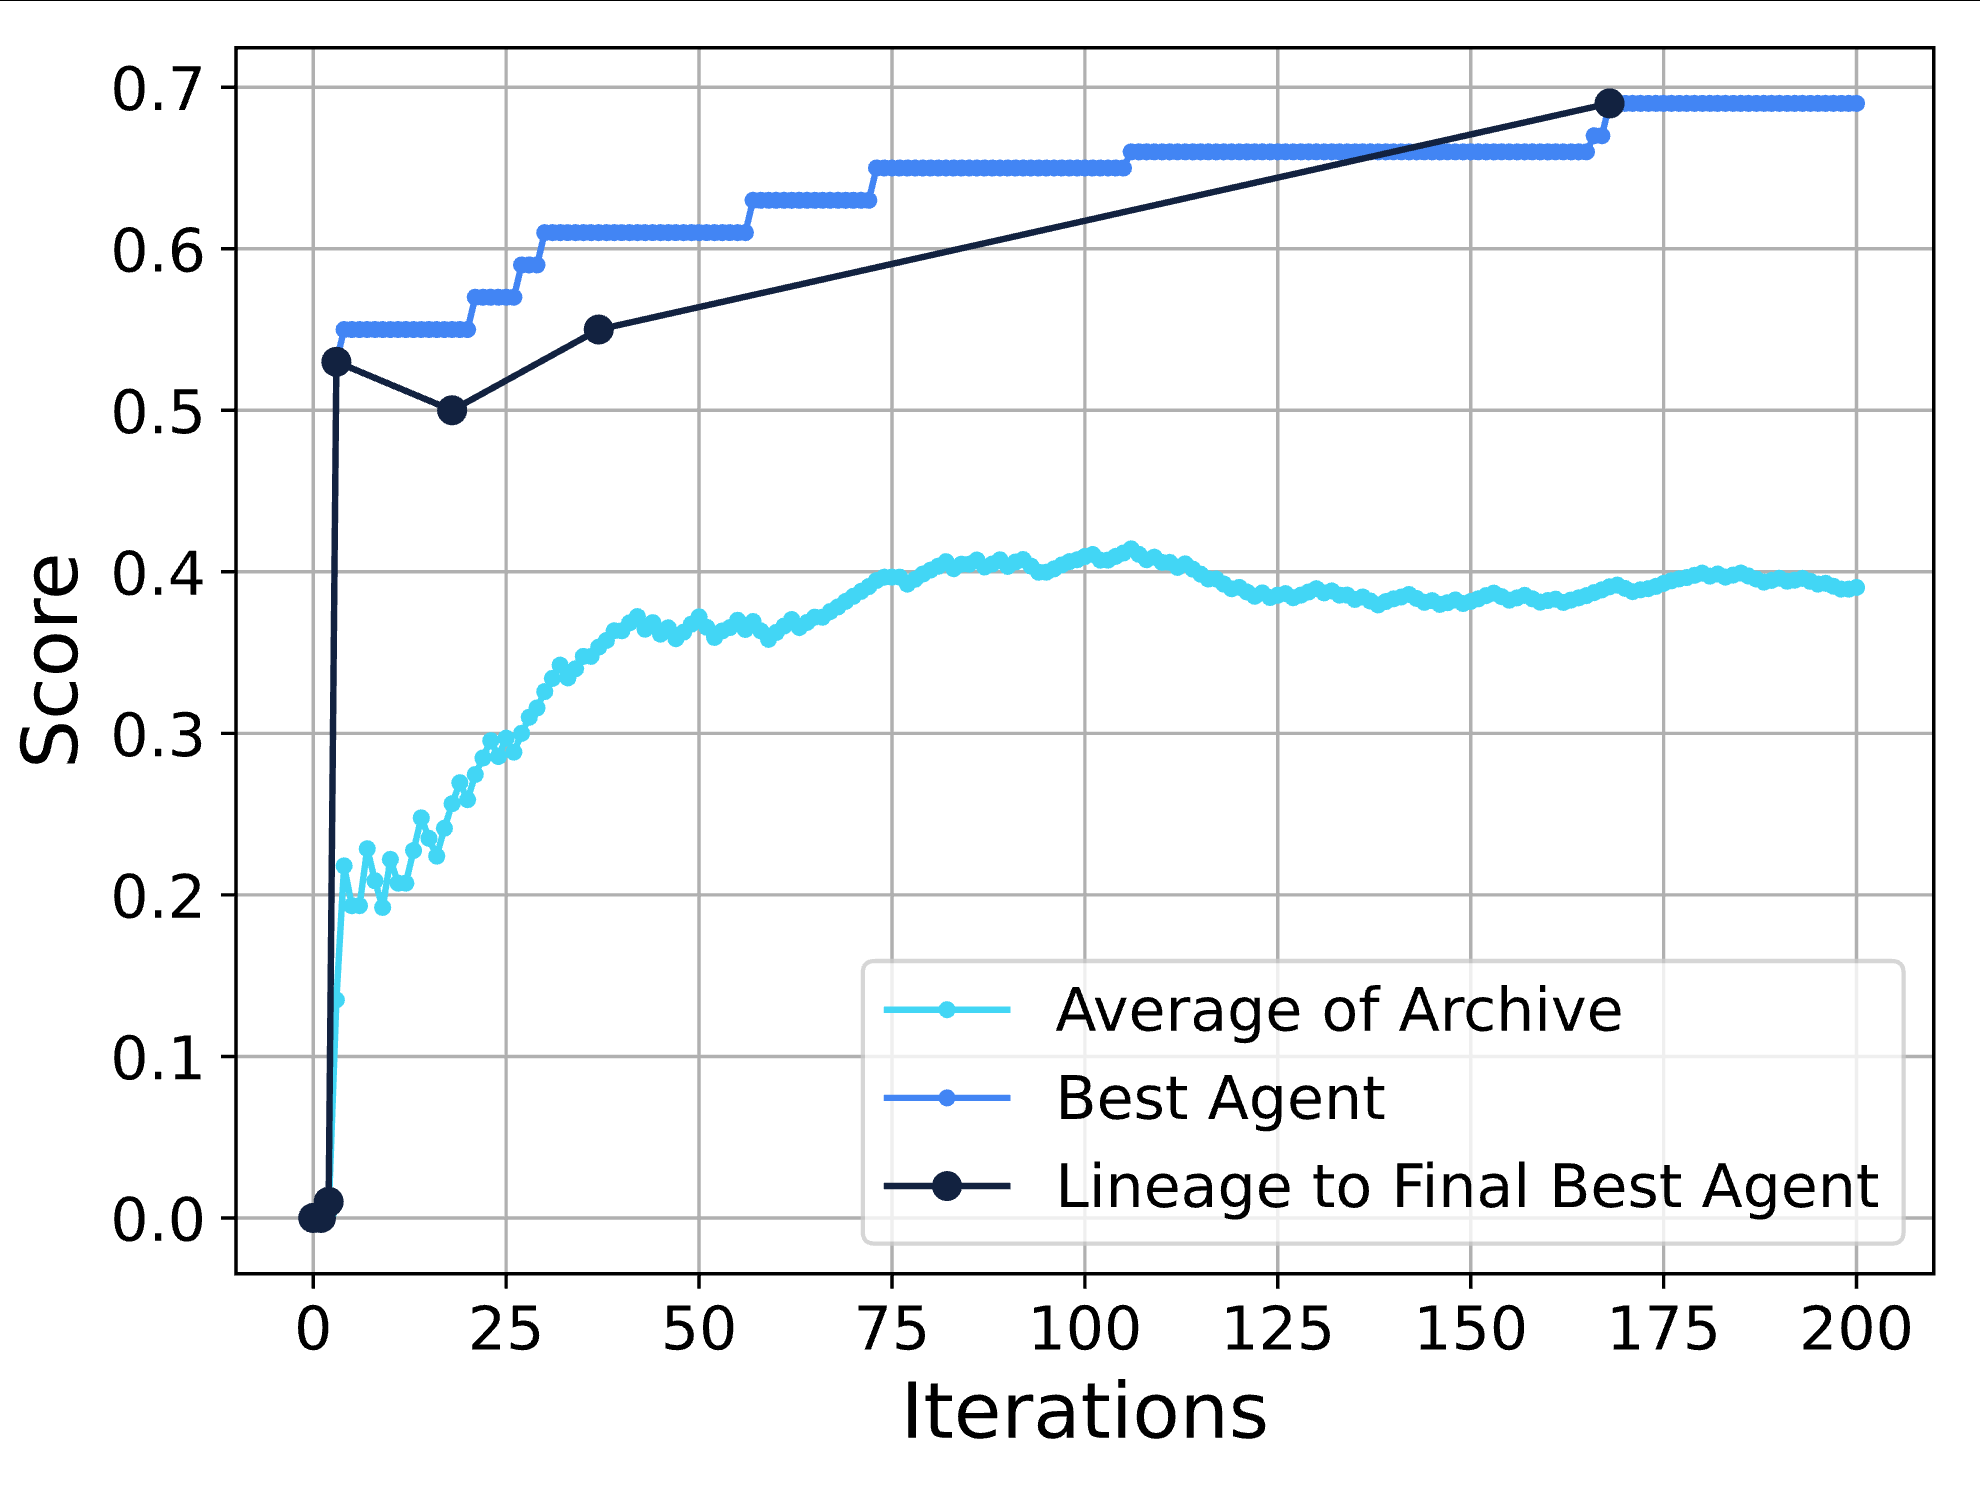 0.7
0.6
0.5
0.4
0.3
0.2
0.1
0.0
Score
Average of Archive
Best Agent
Lineage to Final Best Agent
0 25 50 75 100 125 150 175 200
Iterations